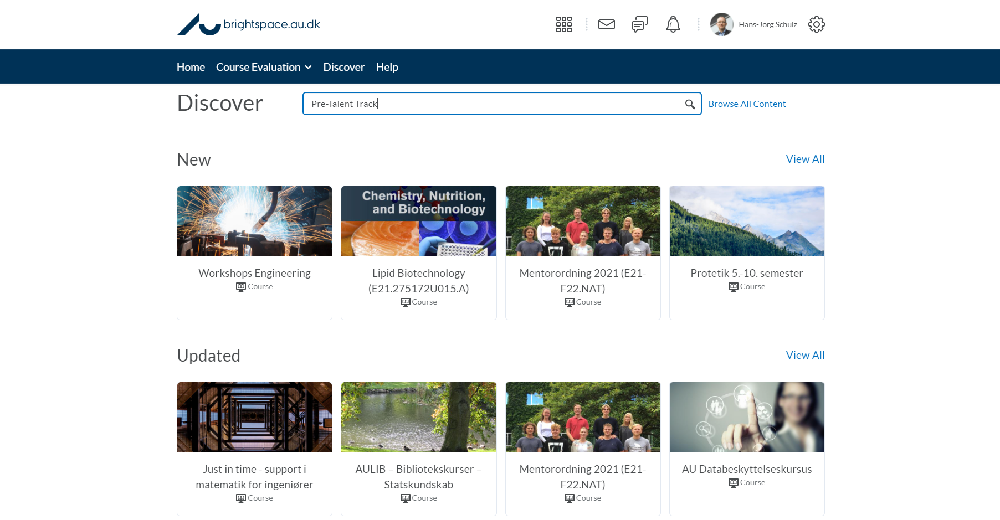 brightspace.au.dk
Hans-Jörg Schulz
Home Course Evaluation Discover Help
Discover
Pre-Talent Track
Browse All Content
New
View All
Chemistry, Nutrition,
and Biotechnology
Workshops Engineering
Course
Lipid Biotechnology
(E21.275172U015.A)
Course
Mentorordning 2021 (E21-
F22.NAT)
Course
Protetik 5.-10. semester
Course
Updated
View All
Just in time - support i
matematik for ingeniører
Course
AULIB – Bibliotekskurser –
Statskundskab
Course
Mentorordning 2021 (E21-
F22.NAT)
Course
AU Databeskyttelseskursus
Course